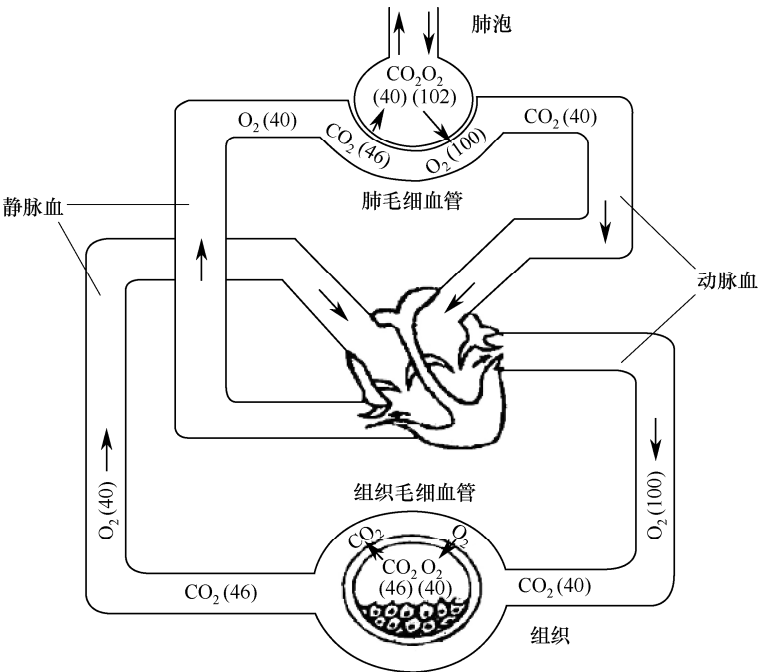 肺泡
CO₂O₂
(40) (102)
O₂(40)
CO₂(46)
O₂(100)
CO₂(40)
肺毛细血管
静脉血
动脉血
组织毛细血管
O₂(40)
O₂(100)
CO₂
O₂
CO₂ O₂
(46) (40)
CO₂(46)
CO₂(40)
组织